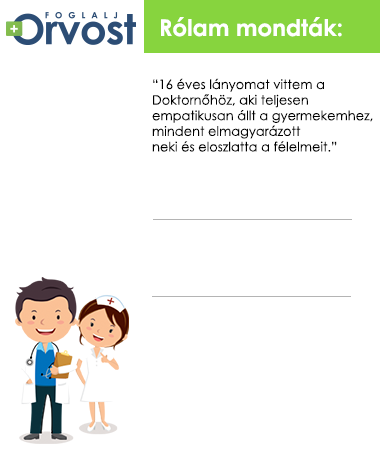 FOGLALJ
Orvost
Rólam mondták:
“16 éves lányomat vittem a
Doktornőhöz, aki teljesen
empatikusan állt a gyermekemhez,
mindent elmagyarázott
neki és eloszlatta a félelmeit.”